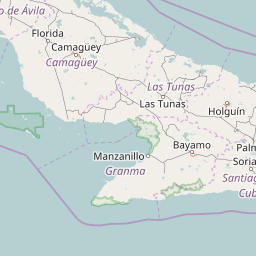 o de Ávila
Florida
Camagüey
Camagüey
Las Tunas
Las Tunas
Holguín
Manzanillo
Bayamo
Palm
Soria
Granma
Santiag
Cub